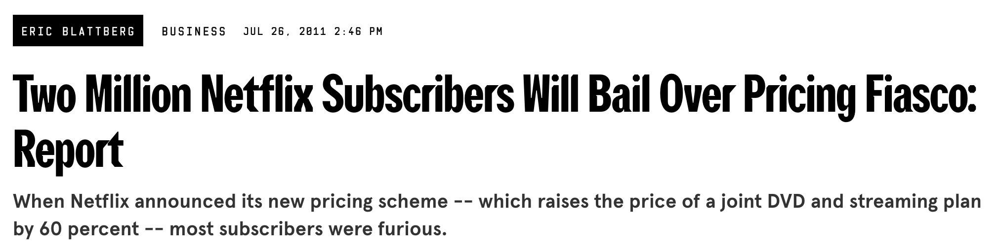 ERIC BLATTBERG BUSINESS JUL 26, 2011 2:46 PM
Two Million Netflix Subscribers Will Bail Over Pricing Fiasco:
Report
When Netflix announced its new pricing scheme -- which raises the price of a joint DVD and streaming plan
by 60 percent -- most subscribers were furious.